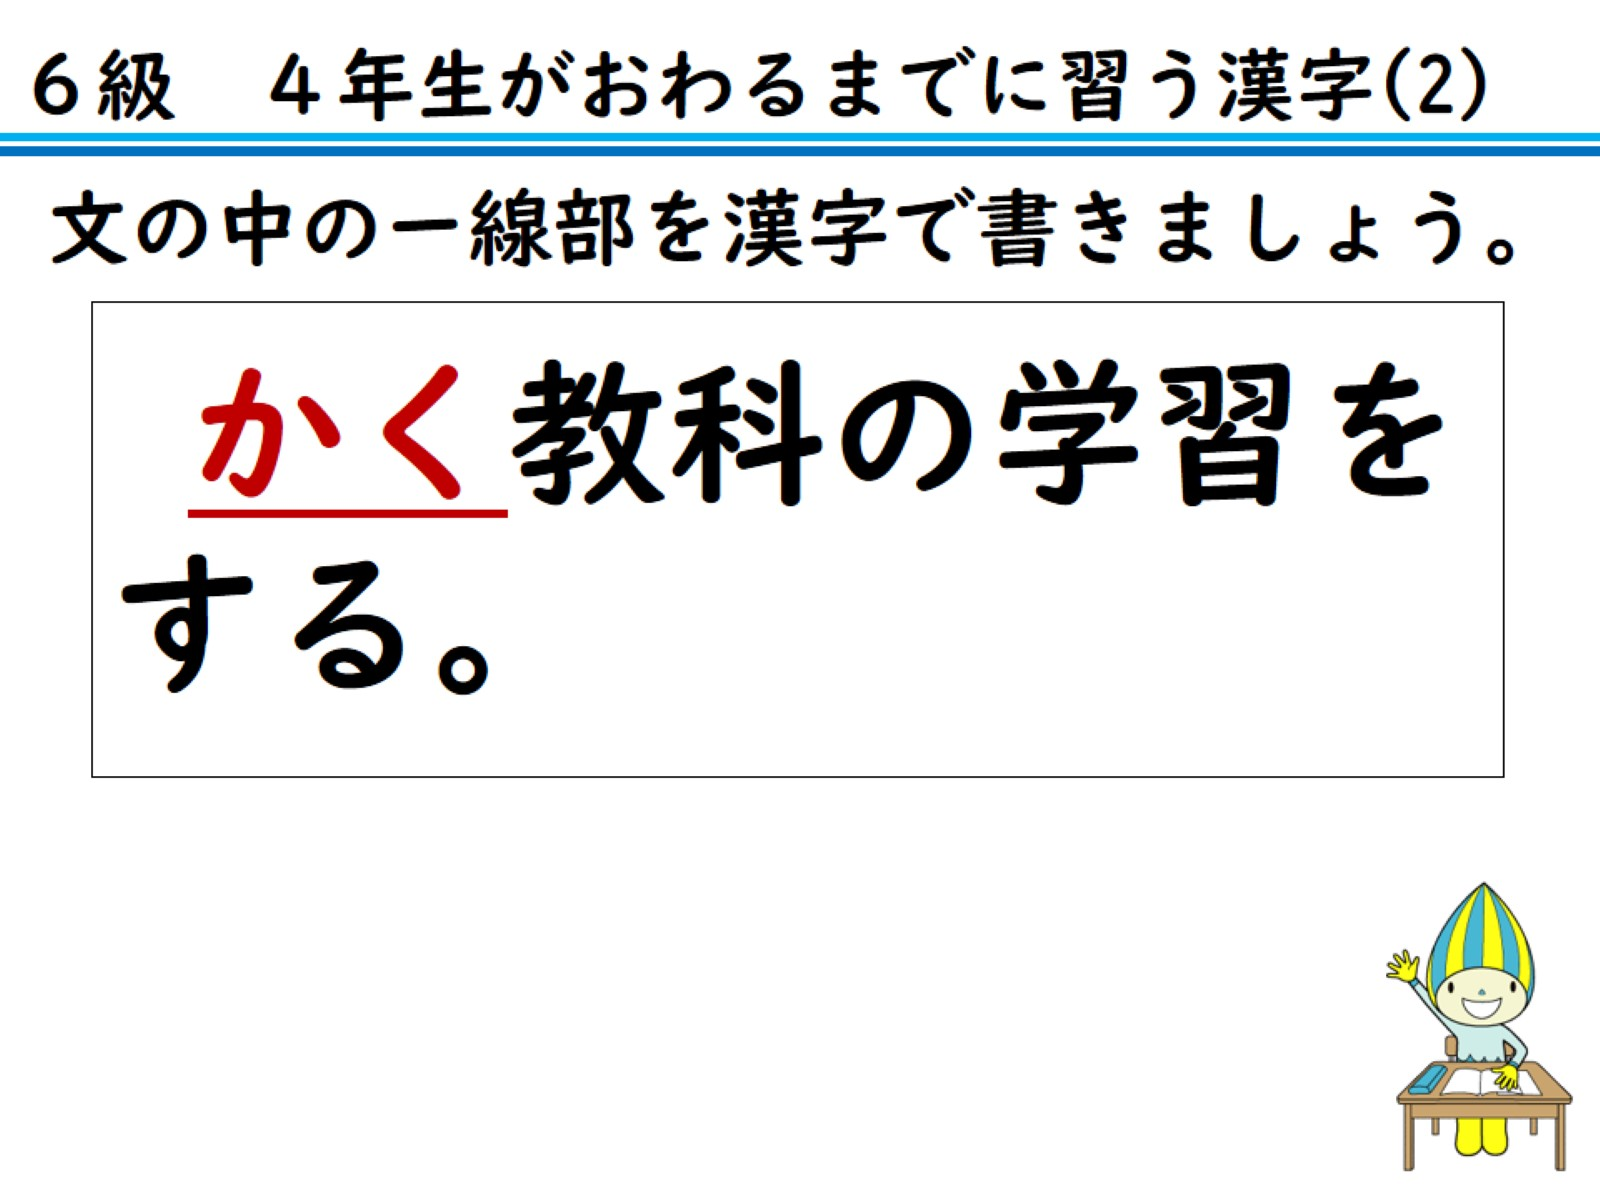 ６級　４年生がおわるまでに習う漢字(2)
文の中の一線部を漢字で書きましょう。
かく教科の学習を
する。